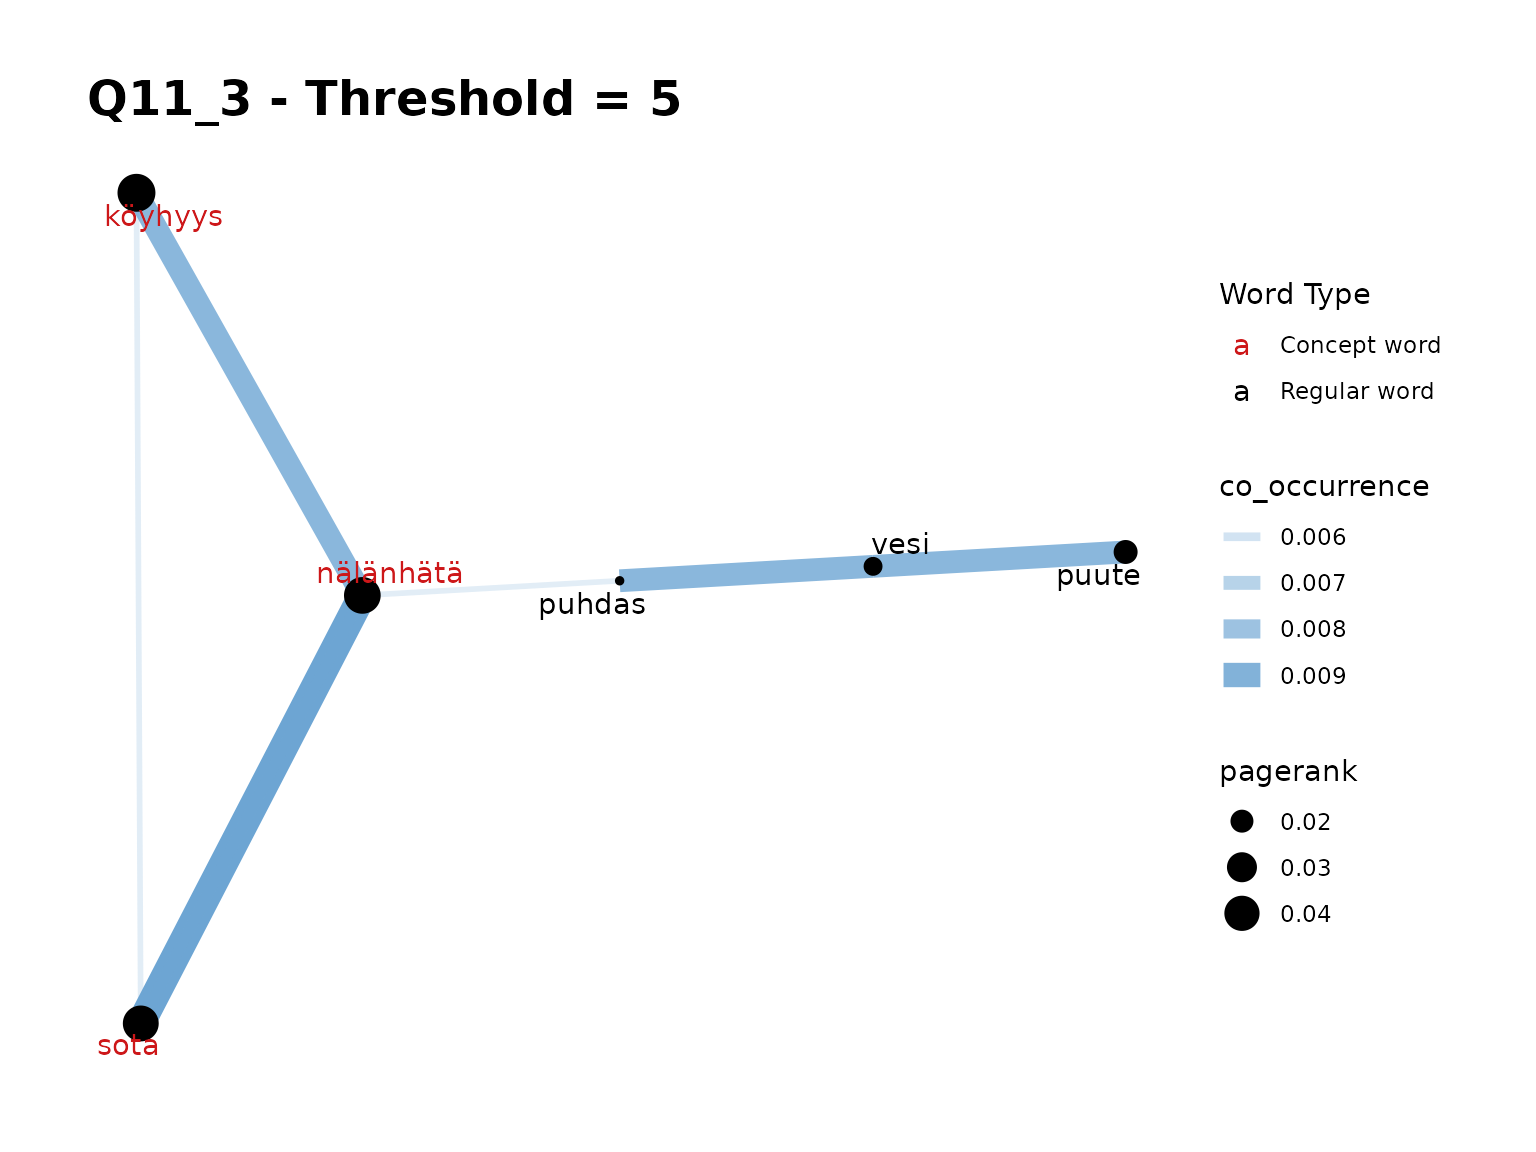 Q11_3 - Threshold = 5
köyhyys
nälänhätä
vesi
puute
puhdas
sota
Word Type
a Concept word
a Regular word
co_occurrence
0.006
0.007
0.008
0.009
pagerank
0.02
0.03
0.04